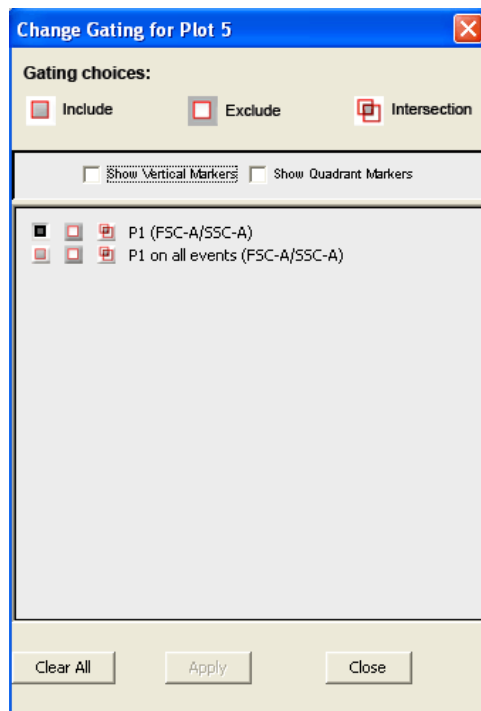 Change Gating for Plot 5
Gating choices:
Include Exclude Intersection
Show Vertical Markers Show Quadrant Markers
P1 (FSC-A/SSC-A)
P1 on all events (FSC-A/SSC-A)
Clear All Apply Close